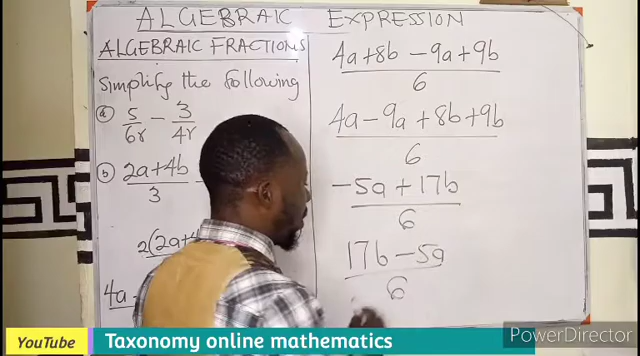 ALGEBRAIC EXPRESSION
ALGEBRAIC FRACTIONS
Simplify the following
a) 5/6r - 3/4r
b) (2a+4b)/3 -
2(2a+4
4a
(4a+8b - 9a+9b)/6
(4a - 9a + 8b + 9b)/6
(-5a + 17b)/6
(17b - 5a)/6
YouTube
Taxonomy online mathematics
POWERDIRECTOR